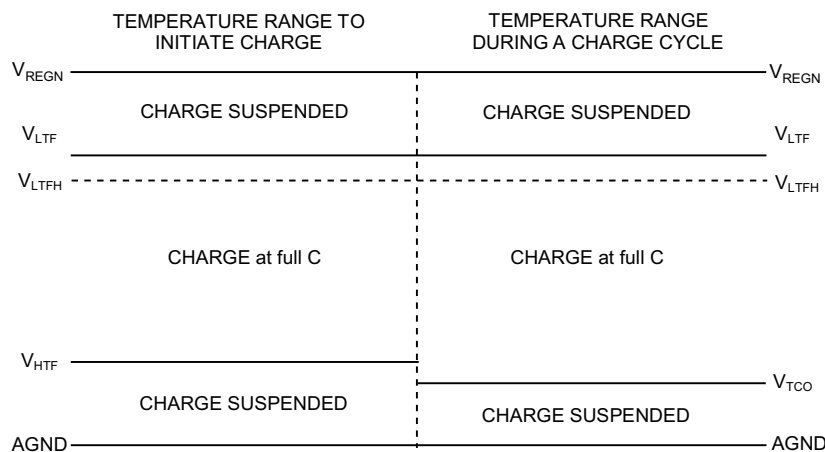 TEMPERATURE RANGE TO
INITIATE CHARGE
TEMPERATURE RANGE
DURING A CHARGE CYCLE
VREGN
VREGN
CHARGE SUSPENDED
CHARGE SUSPENDED
VLTF
VLTF
VLTFH
VLTFH
CHARGE at full C
CHARGE at full C
VHTF
VTCO
CHARGE SUSPENDED
CHARGE SUSPENDED
AGND
AGND